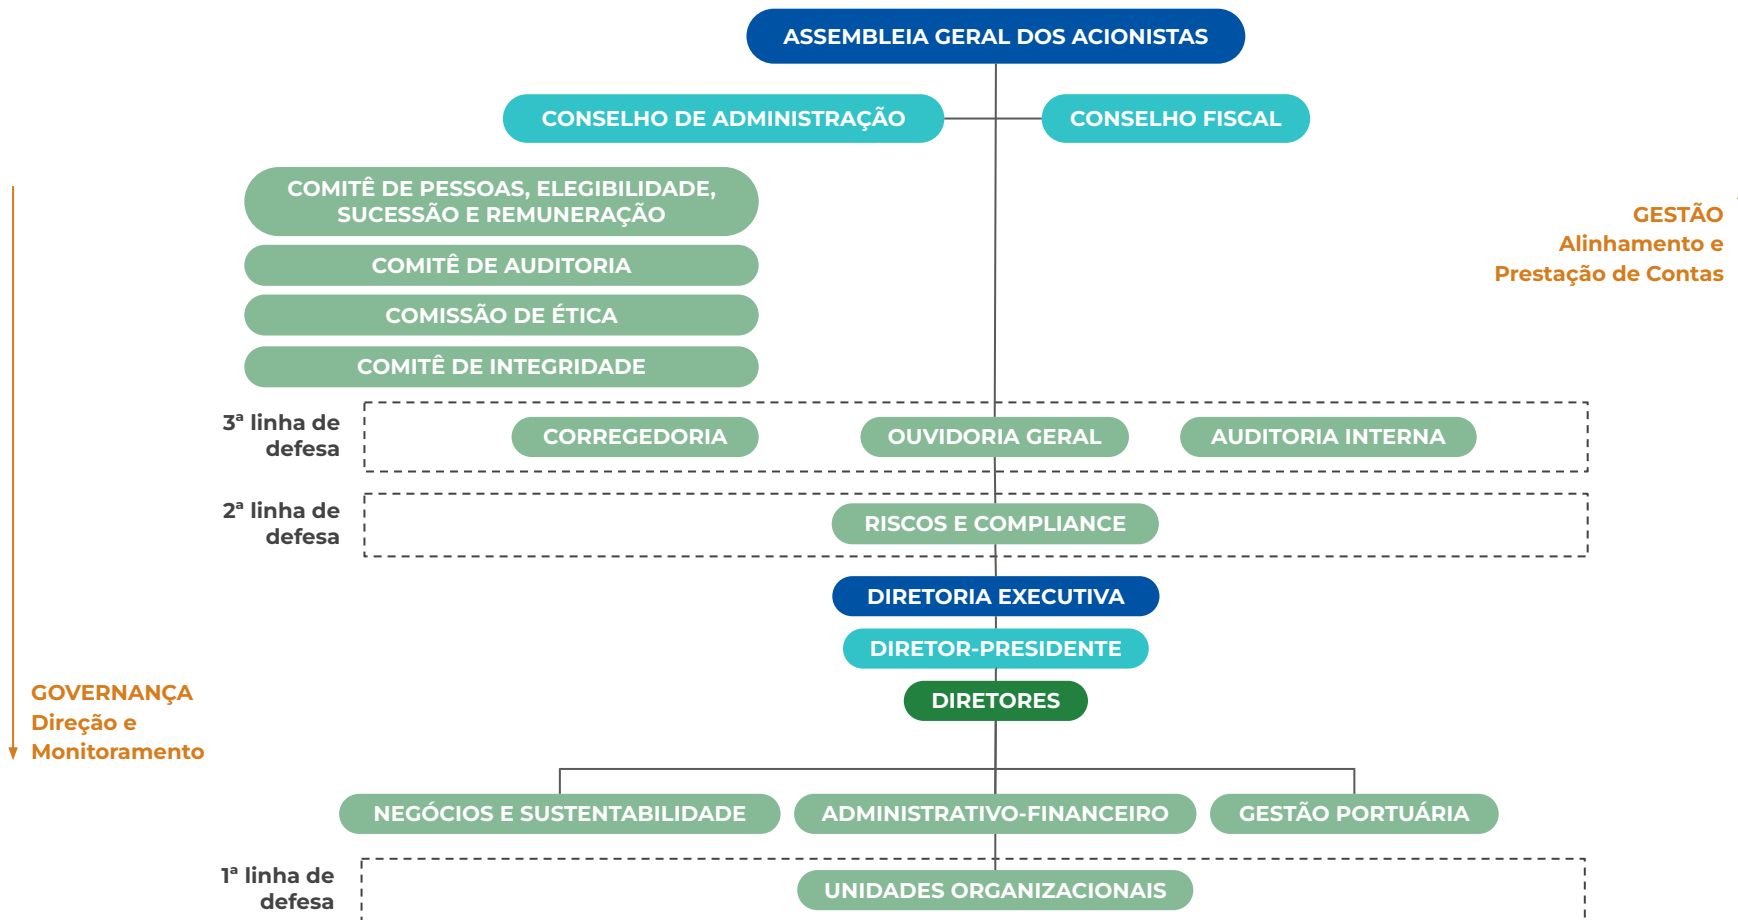 ASSEMBLEIA GERAL DOS ACIONISTAS
CONSELHO DE ADMINISTRAÇÃO
CONSELHO FISCAL
COMITÊ DE PESSOAS, ELEGIBILIDADE,
SUCESSÃO E REMUNERAÇÃO
COMITÊ DE AUDITORIA
COMISSÃO DE ÉTICA
COMITÊ DE INTEGRIDADE
GESTÃO
Alinhamento e
Prestação de Contas
3ª linha de
defesa
CORREGEDORIA
OUVIDORIA GERAL
AUDITORIA INTERNA
2ª linha de
defesa
RISCOS E COMPLIANCE
DIRETORIA EXECUTIVA
DIRETOR-PRESIDENTE
DIRETORES
GOVERNANÇA
Direção e
Monitoramento
NEGÓCIOS E SUSTENTABILIDADE
ADMINISTRATIVO-FINANCEIRO
GESTÃO PORTUÁRIA
1ª linha de
defesa
UNIDADES ORGANIZACIONAIS